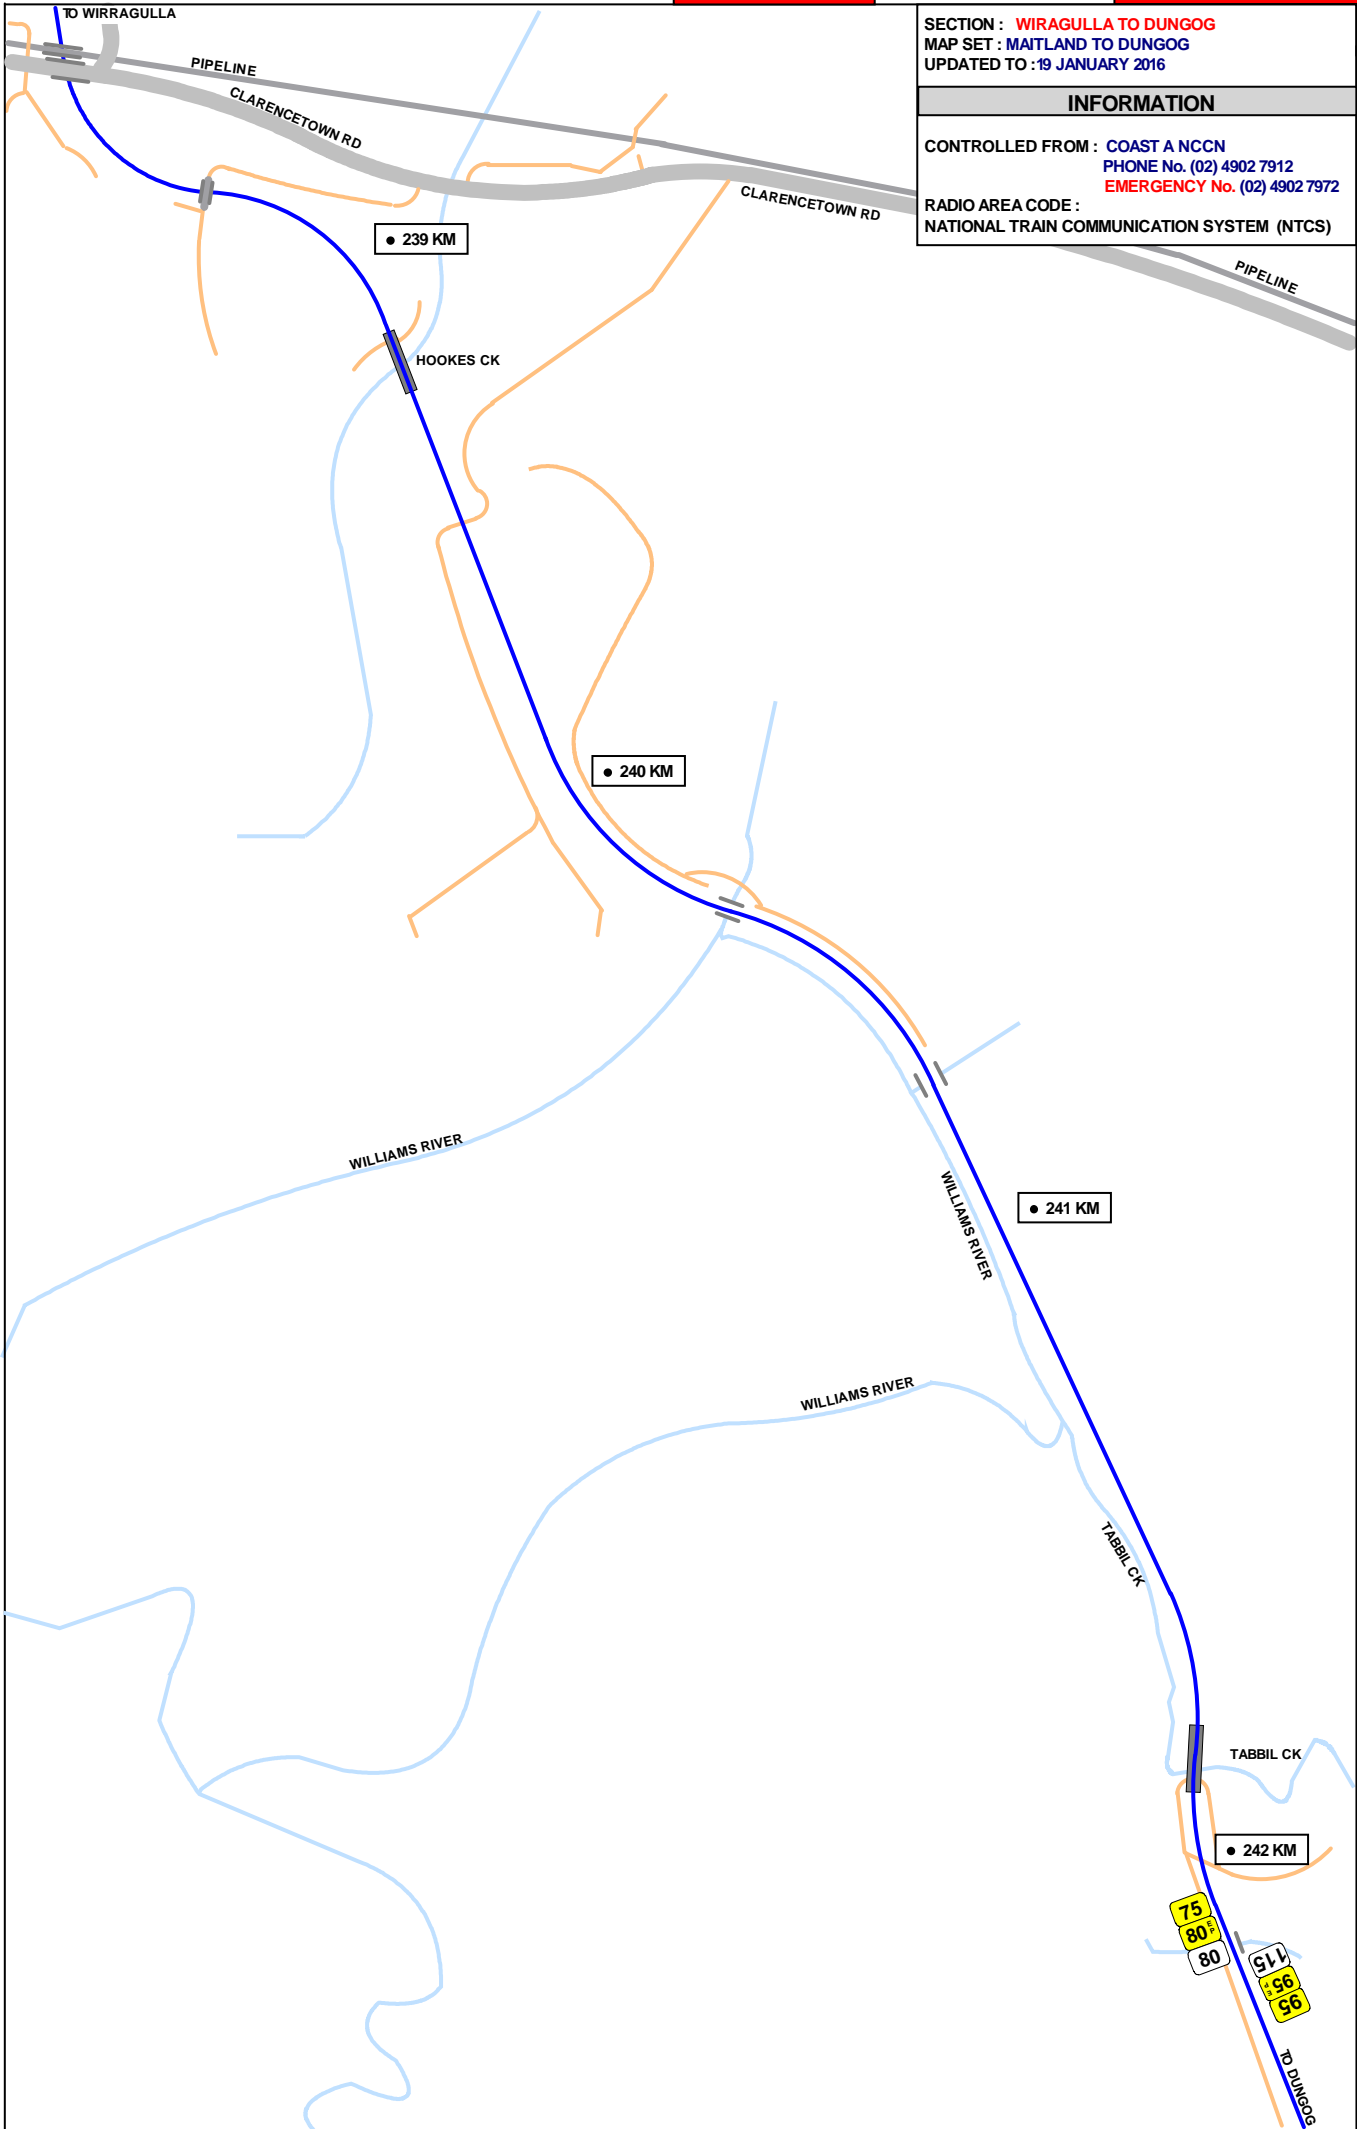 TO WIRRAGULLA
SECTION : WIRAGULLA TO DUNGOG
MAP SET : MAITLAND TO DUNGOG
UPDATED TO :19 JANUARY 2016
INFORMATION
CONTROLLED FROM : COAST A NCCN
PHONE No. (02) 4902 7912
EMERGENCY No. (02) 4902 7972
RADIO AREA CODE :
NATIONAL TRAIN COMMUNICATION SYSTEM (NTCS)
PIPELINE
CLARENCETOWN RD
CLARENCETOWN RD
PIPELINE
239 KM
HOOKES CK
240 KM
WILLIAMS RIVER
WILLIAMS RIVER
241 KM
WILLIAMS RIVER
TABBIL CK
TABBIL CK
242 KM
75
80 EP
80
115
95 EP
95
TO DUNGOG